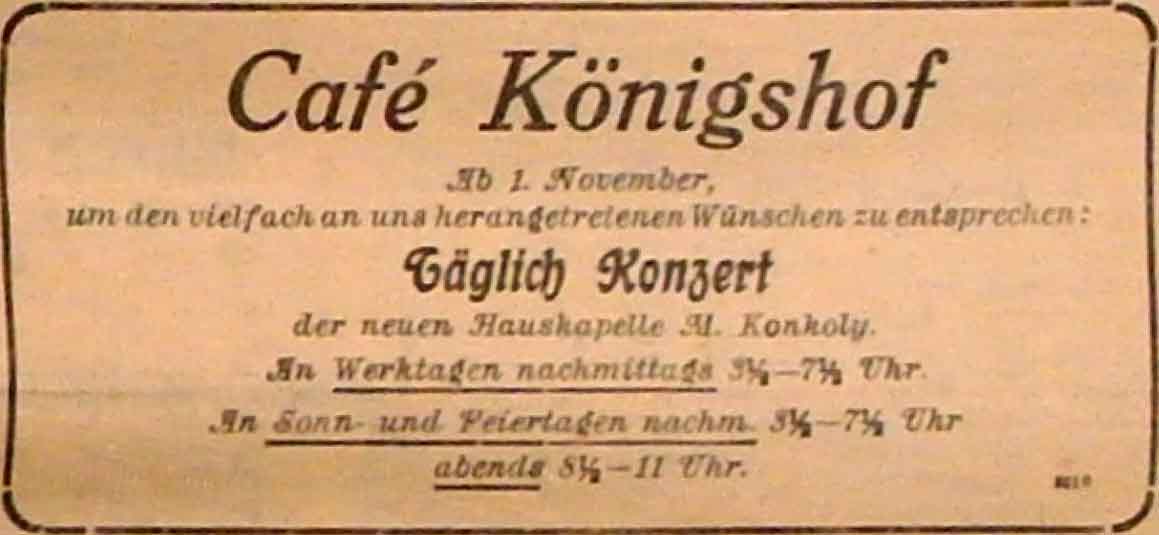 Café Königshof
Ab 1. November,
um den vielfach an uns herangetretenen Wünschen zu entsprechen:
Täglich Konzert
der neuen Hauskapelle M. Konkoly.
An Werktagen nachmittags 3½—7½ Uhr.
An Sonn- und Feiertagen nachm. 3½—7½ Uhr
abends 8½—11 Uhr.